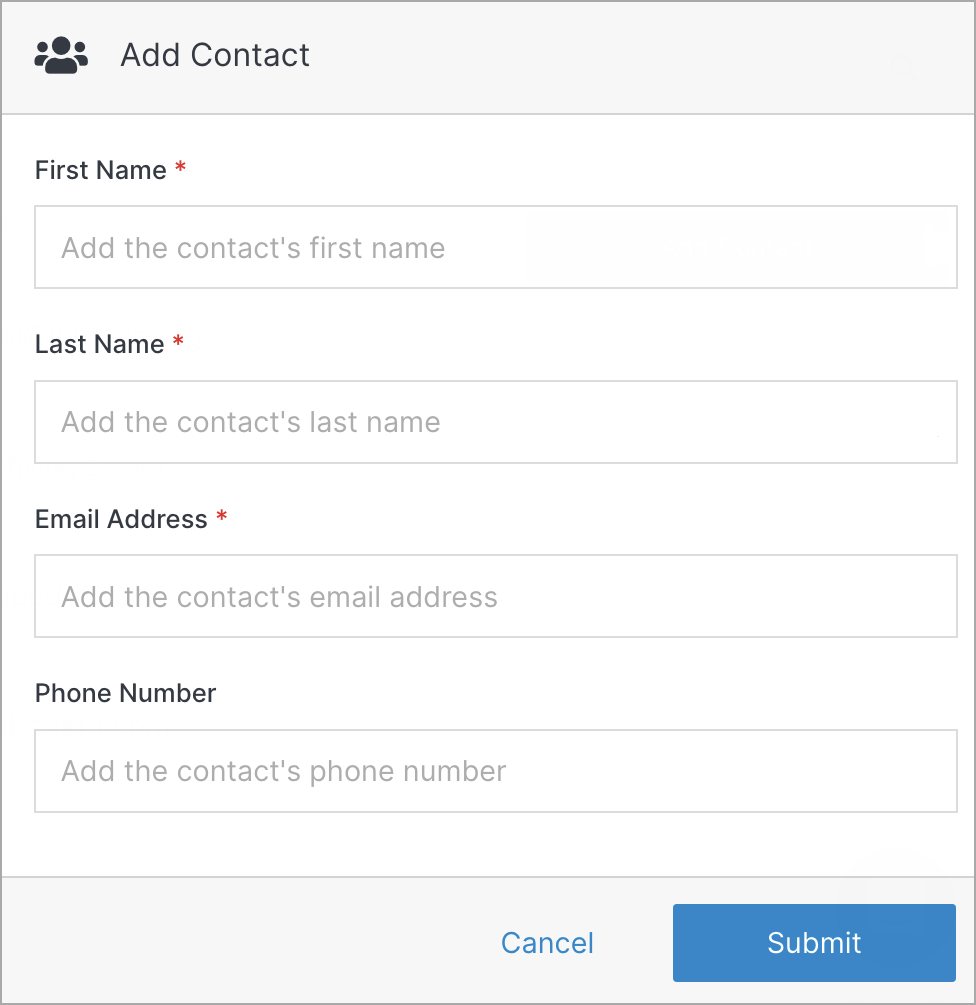 Add Contact
First Name *
Add the contact's first name
Last Name *
Add the contact's last name
Email Address *
Add the contact's email address
Phone Number
Add the contact's phone number
Cancel Submit